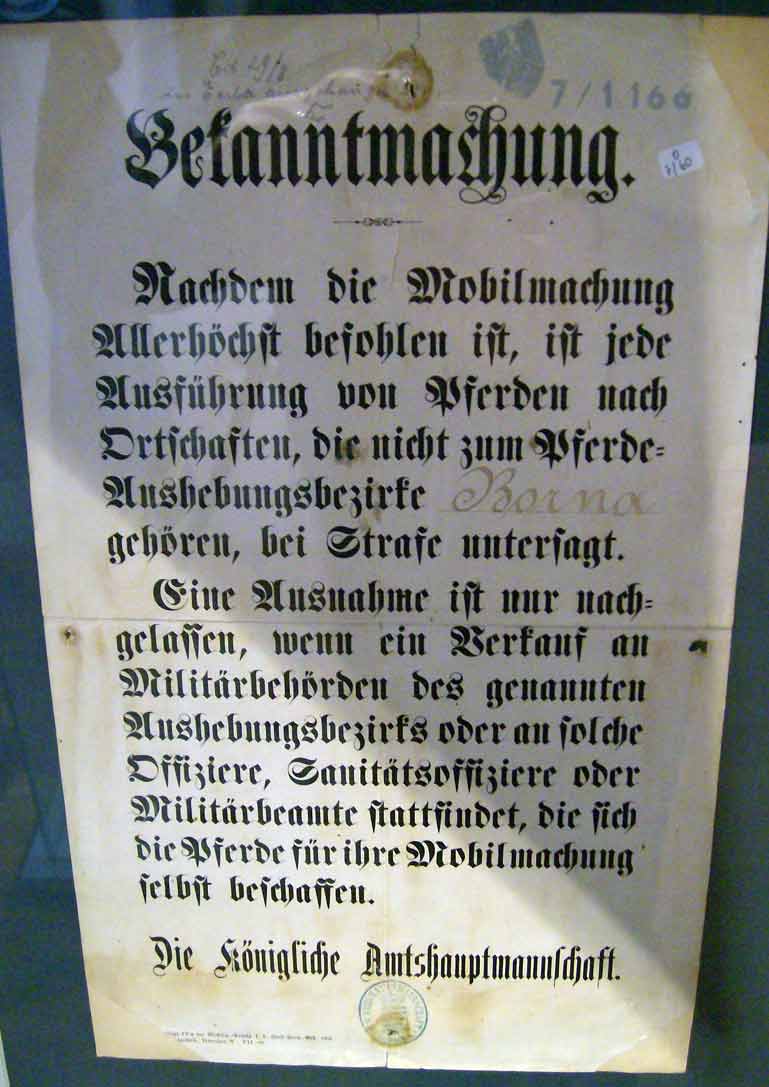 7/1166
Bekanntmachung.
Nachdem die Mobilmachung
Allerhöchſt befohlen iſt, iſt jede
Ausführung von Pferden nach
Ortſchaften, die nicht zum Pferde-
Aushebungsbezirke Borna
gehören, bei Strafe unterſagt.
Eine Ausnahme iſt nur nach-
gelaſſen, wenn ein Verkauf an
Militärbehörden des genannten
Aushebungsbezirks oder an ſolche
Offiziere, Sanitätsoffiziere oder
Militärbeamte ſtattfindet, die ſich
die Pferde für ihre Mobilmachung
ſelbſt beſchaffen.
Die Königliche Amtshauptmannſchaft.